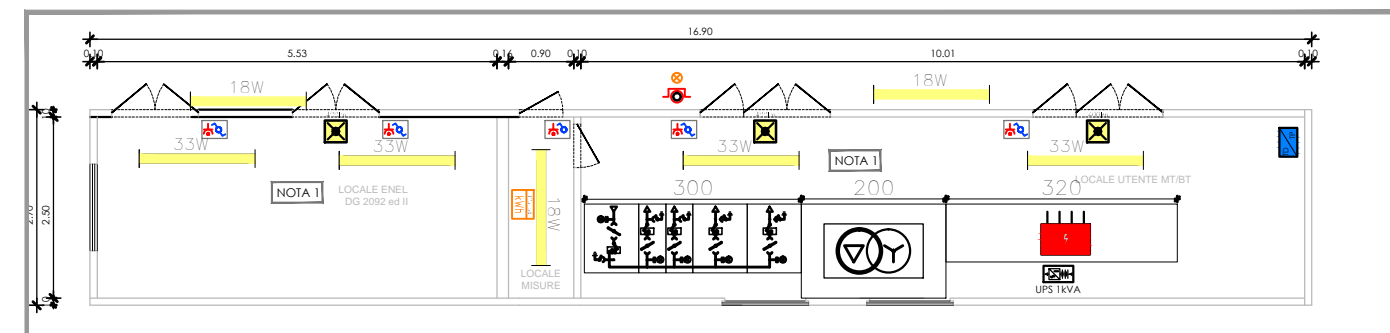 16.90
0.10 5.53 0.16 0.90 0.10 10.01 0.10
18W 18W
33W 33W 33W 33W
NOTA 1
NOTA 1
LOCALE ENEL
DG 2092 ed II
LOCALE UTENTE MT/BT
300 200 320
2.50
kWh
18W
LOCALE
MISURE
UPS 1kVA